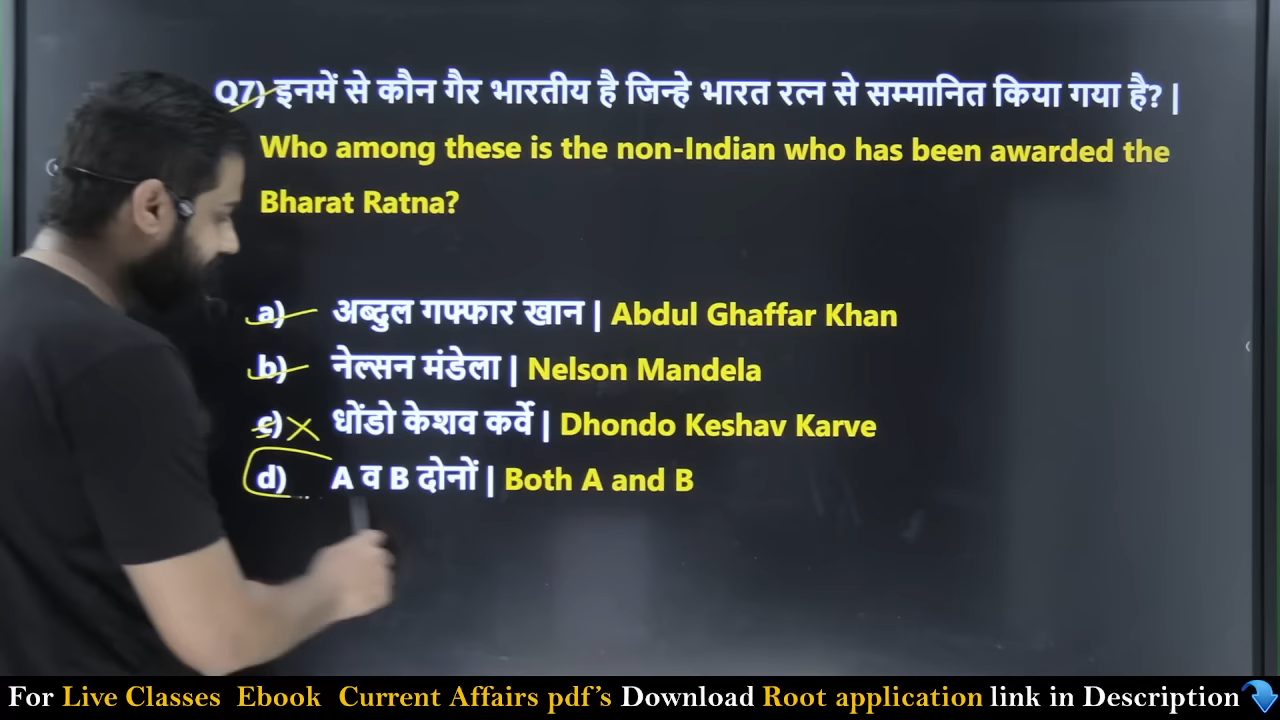 Q7) इनमें से कौन गैर भारतीय है जिन्हे भारत रत्न से सम्मानित किया गया है? |
Who among these is the non-Indian who has been awarded the
Bharat Ratna?
a) अब्दुल गफ्फार खान | Abdul Ghaffar Khan
b) नेल्सन मंडेला | Nelson Mandela
c) धोंडो केशव कर्वे | Dhondo Keshav Karve
d) A व B दोनों | Both A and B
For Live Classes Ebook Current Affairs pdf’s Download Root application link in Description